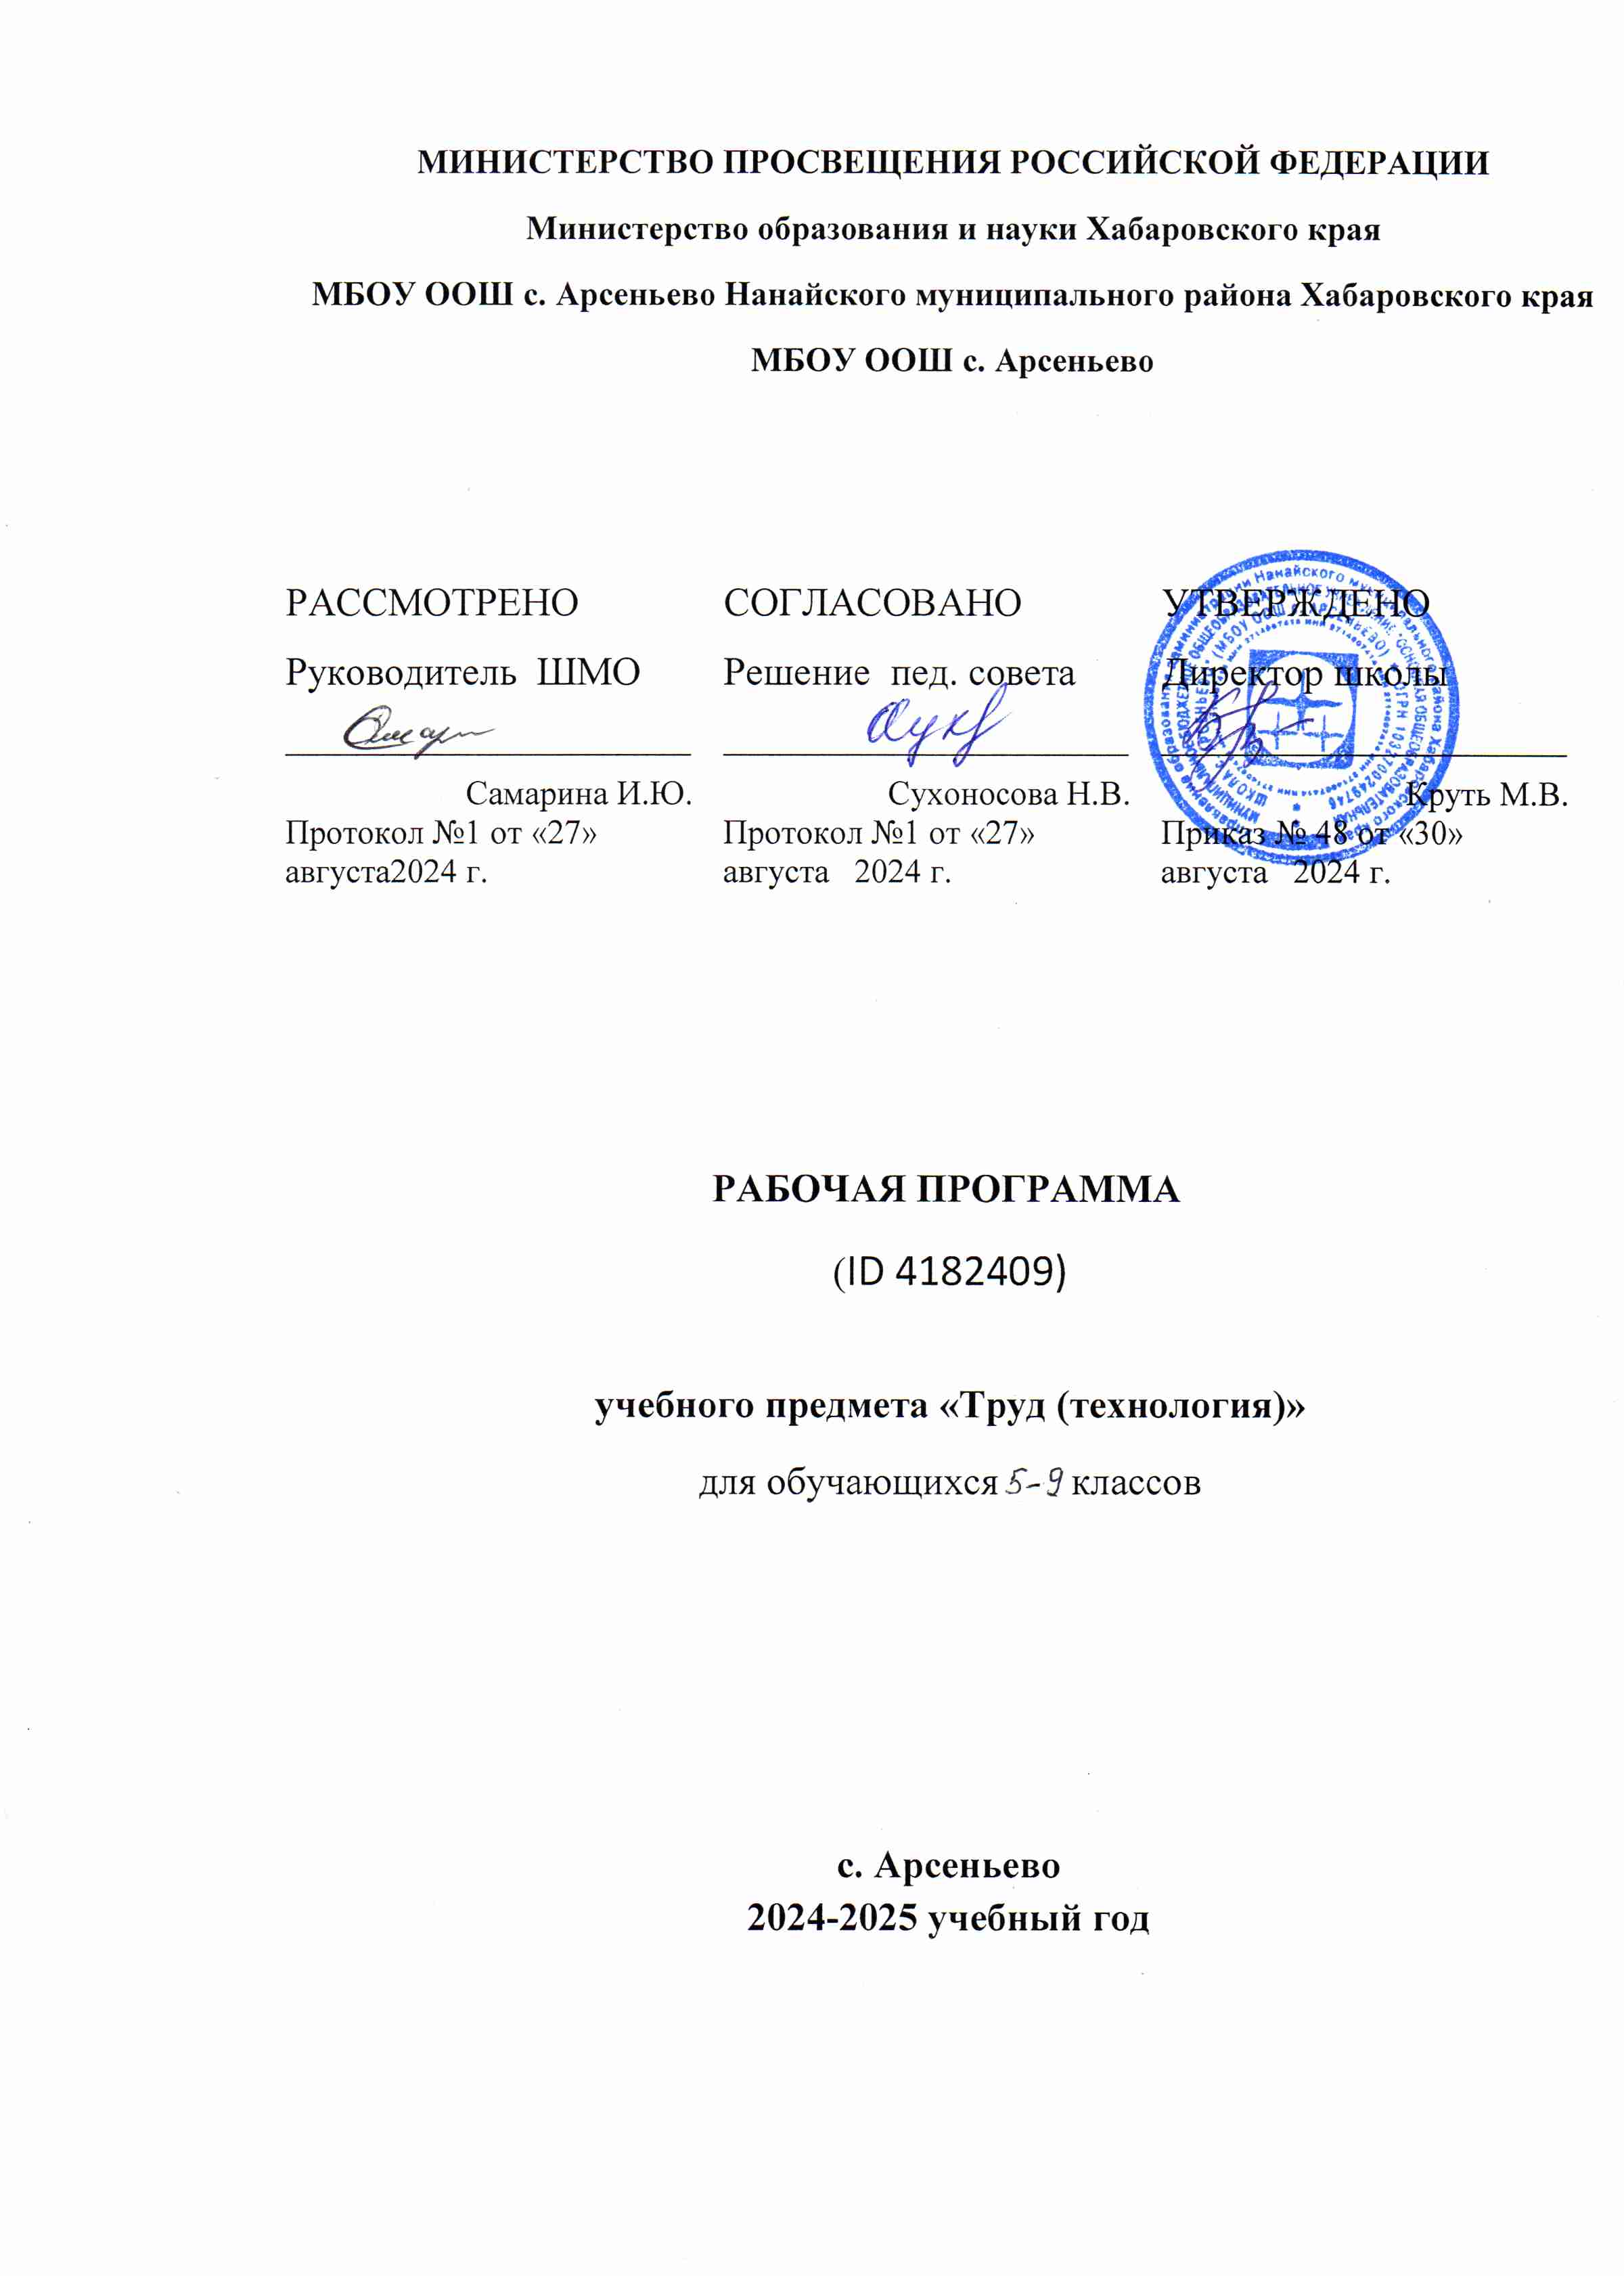 МИНИСТЕРСТВО ПРОСВЕЩЕНИЯ РОССИЙСКОЙ ФЕДЕРАЦИИ
Министерство образования и науки Хабаровского края
МБОУ ООШ с. Арсеньево Нанайского муниципального района Хабаровского края
МБОУ ООШ с. Арсеньево
РАССМОТРЕНО
Руководитель ШМО
Самарина И.Ю.
Протокол №1 от «27»
августа2024 г.
СОГЛАСОВАНО
Решение пед. совета
Сухоносова Н.В.
Протокол №1 от «27»
августа 2024 г.
УТВЕРЖДЕНО
Директор школы
Круть М.В.
Приказ № 48 от «30»
августа 2024 г.
РАБОЧАЯ ПРОГРАММА
(ID 4182409)
учебного предмета «Труд (технология)»
для обучающихся 5-9 классов
с. Арсеньево
2024-2025 учебный год